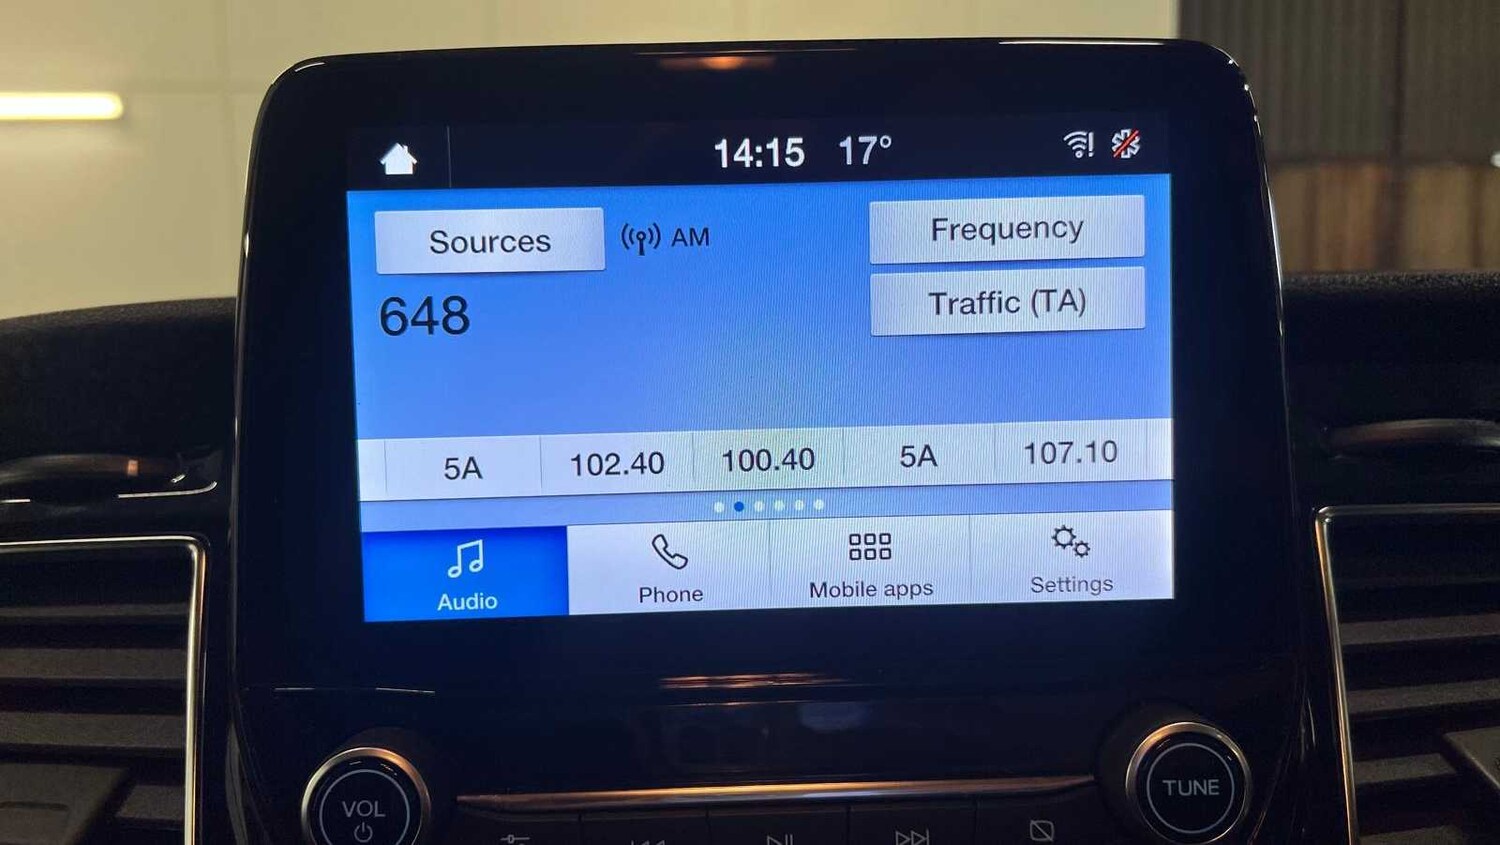 14:15 17°
Sources AM Frequency
648 Traffic (TA)
5A 102.40 100.40 5A 107.10
Audio Phone Mobile apps Settings
VOL TUNE